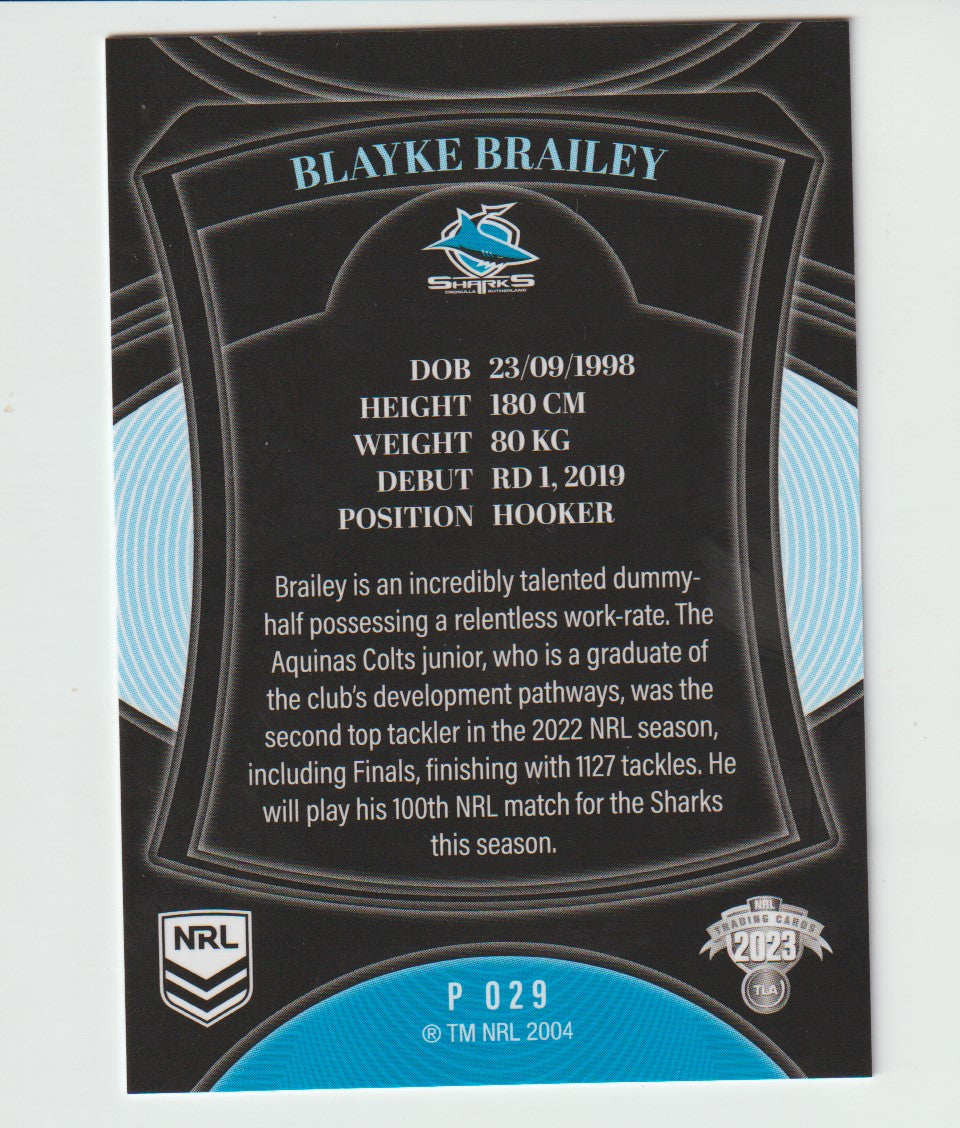 BLAYKE BRAILEY
SHARKS
CRONULLA SUTHERLAND
DOB 23/09/1998
HEIGHT 180 CM
WEIGHT 80 KG
DEBUT RD 1, 2019
POSITION HOOKER
Brailey is an incredibly talented dummy-
half possessing a relentless work-rate. The
Aquinas Colts junior, who is a graduate of
the club's development pathways, was the
second top tackler in the 2022 NRL season,
including Finals, finishing with 1127 tackles. He
will play his 100th NRL match for the Sharks
this season.
NRL
NRL
TRADING CARDS
2023
TLA
P 029
® TM NRL 2004